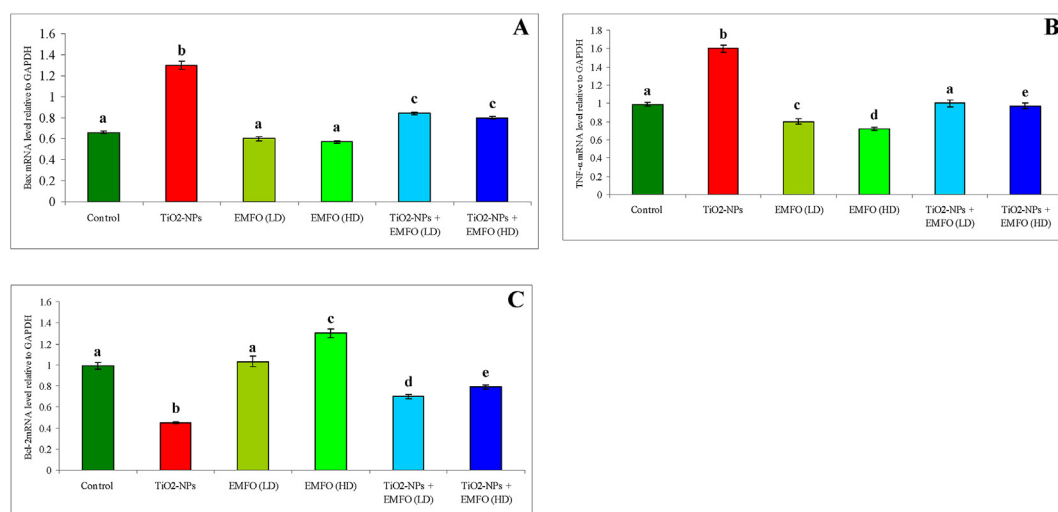 A
Bax mRNA level relative to GAPDH
1.6
1.4
1.2
1
0.8
0.6
0.4
0.2
0
a
b
a
a
c
c
Control
TiO2-NPs
EMFO (LD)
EMFO (HD)
TiO2-NPs +
EMFO (LD)
TiO2-NPs +
EMFO (HD)
B
TNF-α mRNA level relative to GAPDH
1.8
1.6
1.4
1.2
1
0.8
0.6
0.4
0.2
0
a
b
c
d
a
e
Control
TiO2-NPs
EMFO (LD)
EMFO (HD)
TiO2-NPs +
EMFO (LD)
TiO2-NPs +
EMFO (HD)
C
Bcl-2mRNA level relative to GAPDH
1.6
1.4
1.2
1
0.8
0.6
0.4
0.2
0
a
b
a
c
d
e
Control
TiO2-NPs
EMFO (LD)
EMFO (HD)
TiO2-NPs +
EMFO (LD)
TiO2-NPs +
EMFO (HD)